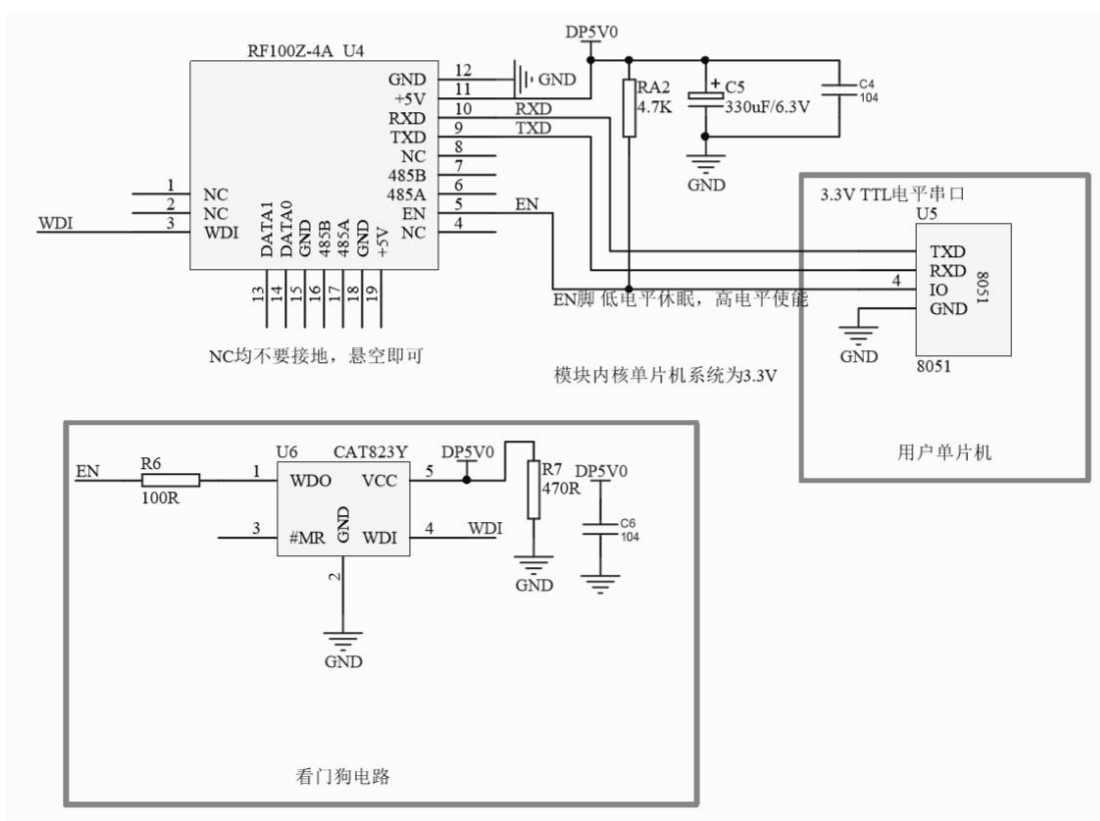 DP5V0
RF100Z-4A U4
GND 12
+5V 11
RXD 10
TXD 9
NC 8
485B 7
485A 6
EN 5
NC 4
GND
RXD
TXD
EN
RA2
4.7K
C5
+
330uF/6.3V
C4
104
GND
1 NC
2 NC
WDI 3 WDI
DATA1
DATA0
GND
485B
485A
GND
+5V
13
14
15
16
17
18
19
NC均不要接地，悬空即可
3.3V TTL电平串口
U5
TXD
RXD
4 IO
GND
8051
GND
8051
EN脚 低电平休眠，高电平使能
模块内核单片机系统为3.3V
用户单片机
U6 CAT823Y
EN
R6
100R
1 WDO
VCC 5
DP5V0
R7
470R
DP5V0
C6
104
3 #MR
GND
WDI 4
WDI
2
GND
GND
看门狗电路